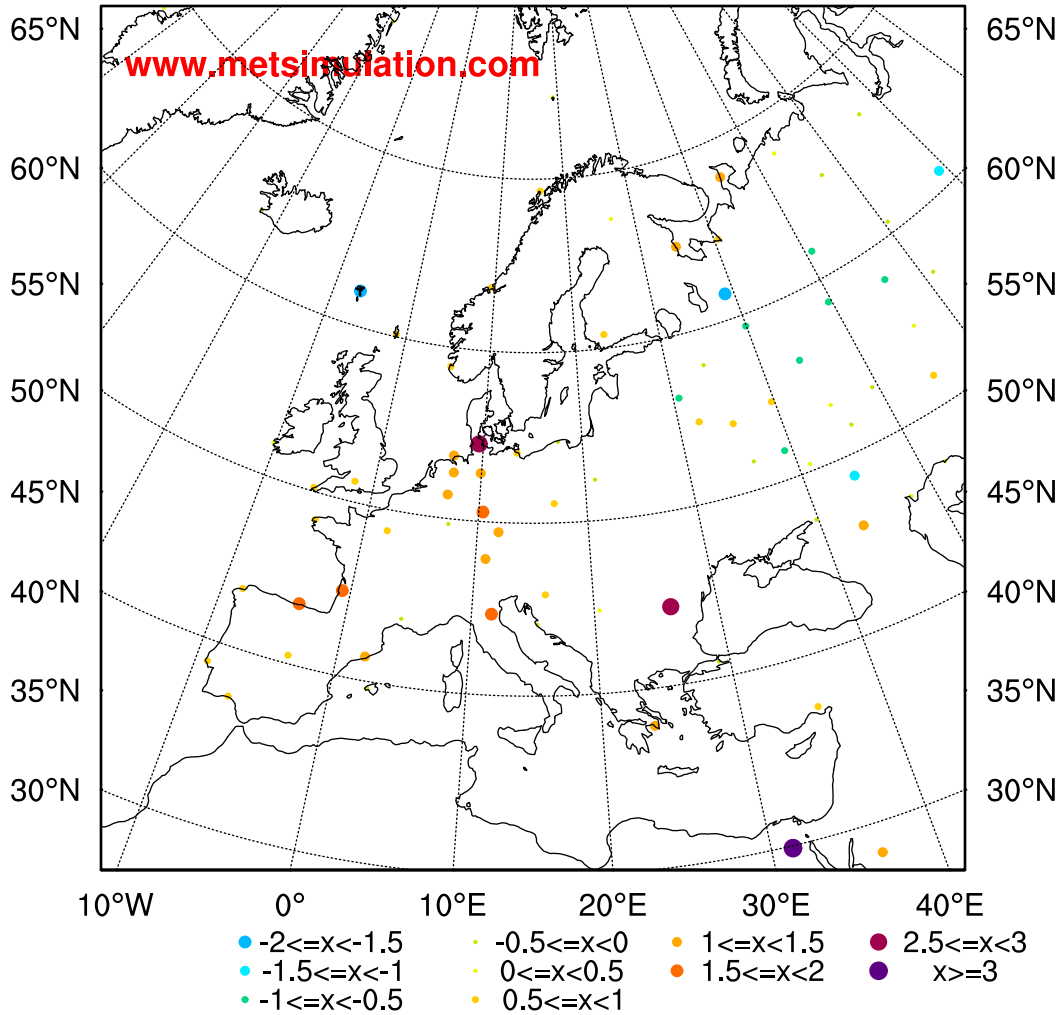 65°N 65°N
www.metsimulation.com
60°N 60°N
55°N 55°N
50°N 50°N
45°N 45°N
40°N 40°N
35°N 35°N
30°N 30°N
10°W 0° 10°E 20°E 30°E 40°E
-2<=x<-1.5 -0.5<=x<0 1<=x<1.5 2.5<=x<3
-1.5<=x<-1 0<=x<0.5 1.5<=x<2 x>=3
-1<=x<-0.5 0.5<=x<1